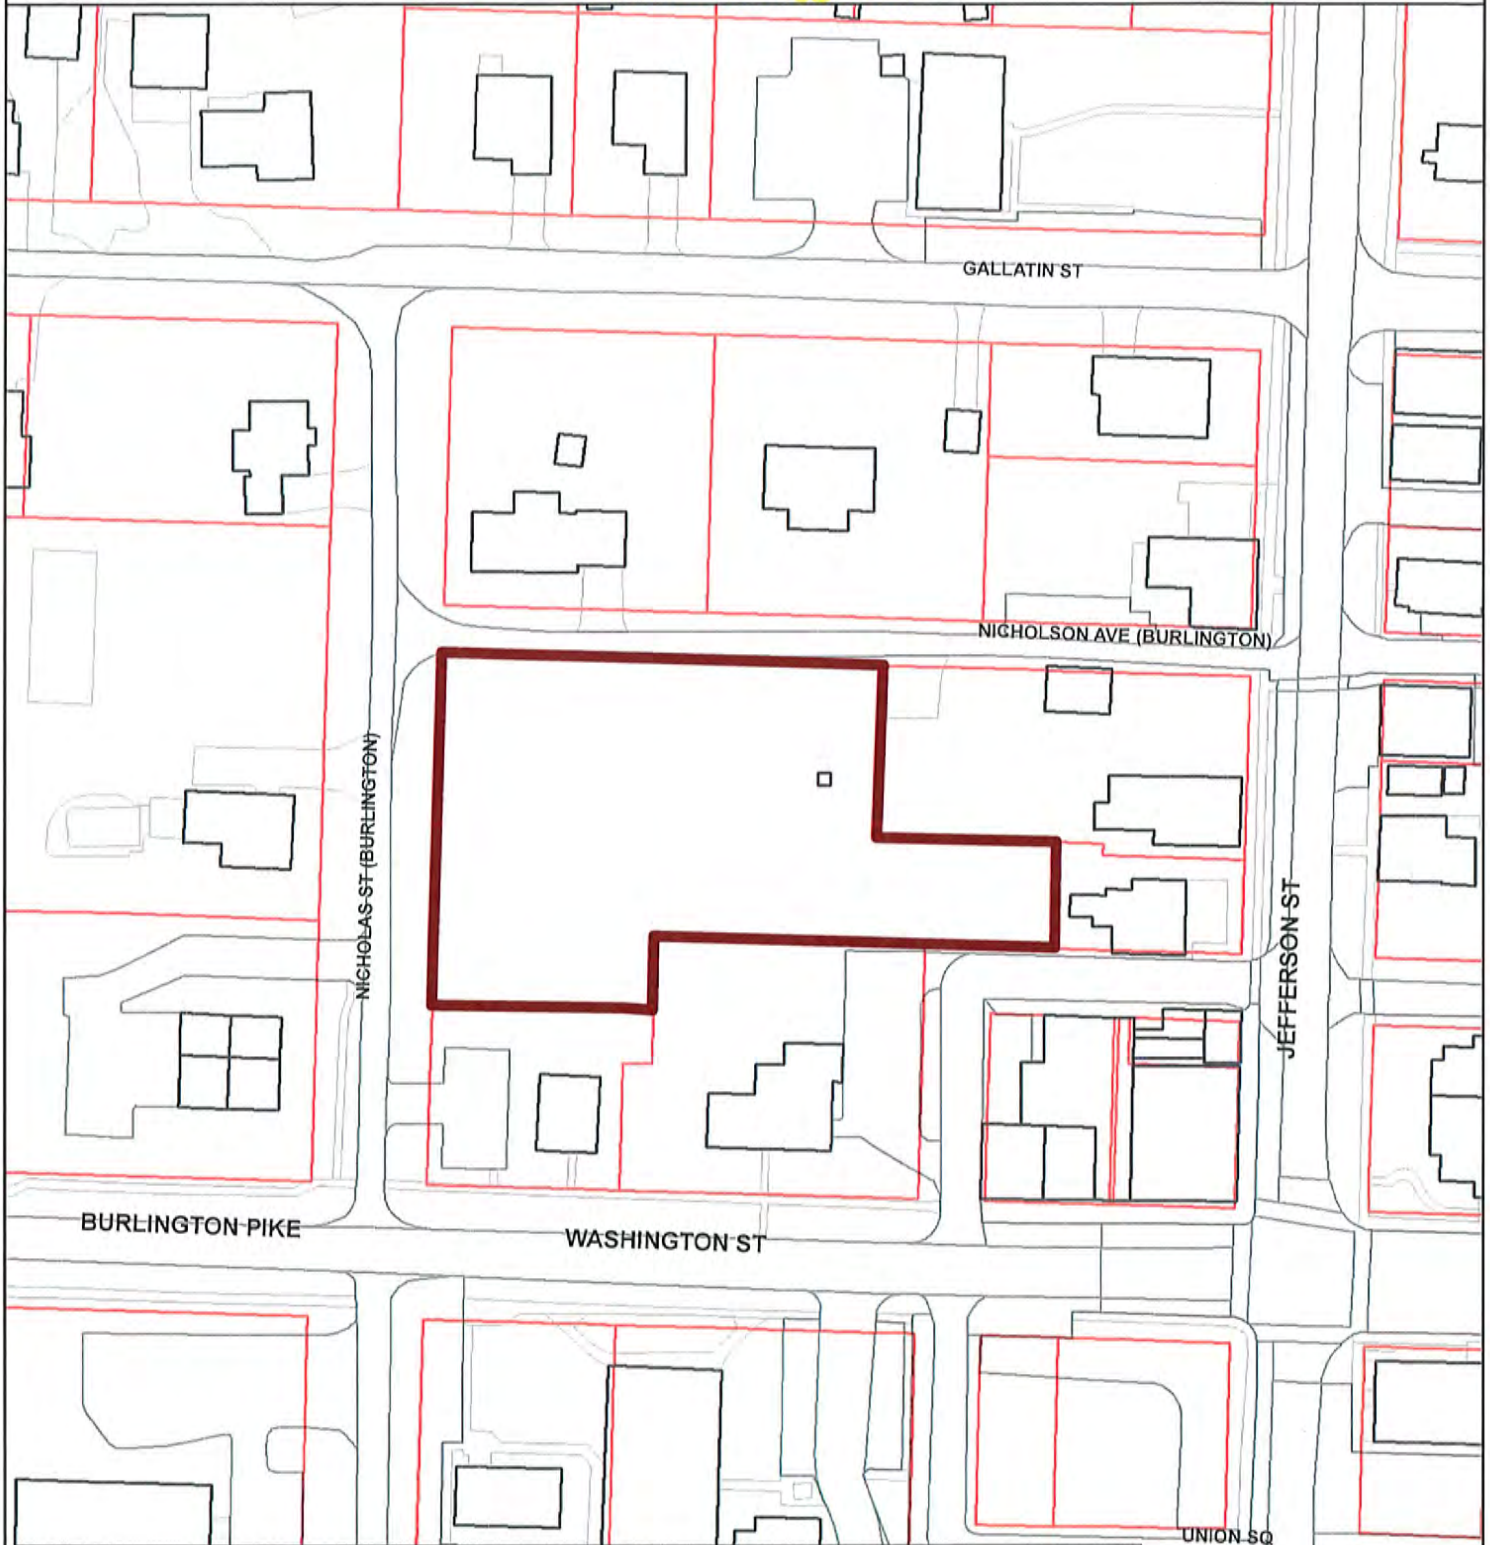 GALLATIN ST
NICHOLSON AVE (BURLINGTON)
NICHOLAS ST (BURLINGTON)
JEFFERSON ST
BURLINGTON PIKE
WASHINGTON ST
UNION SQ